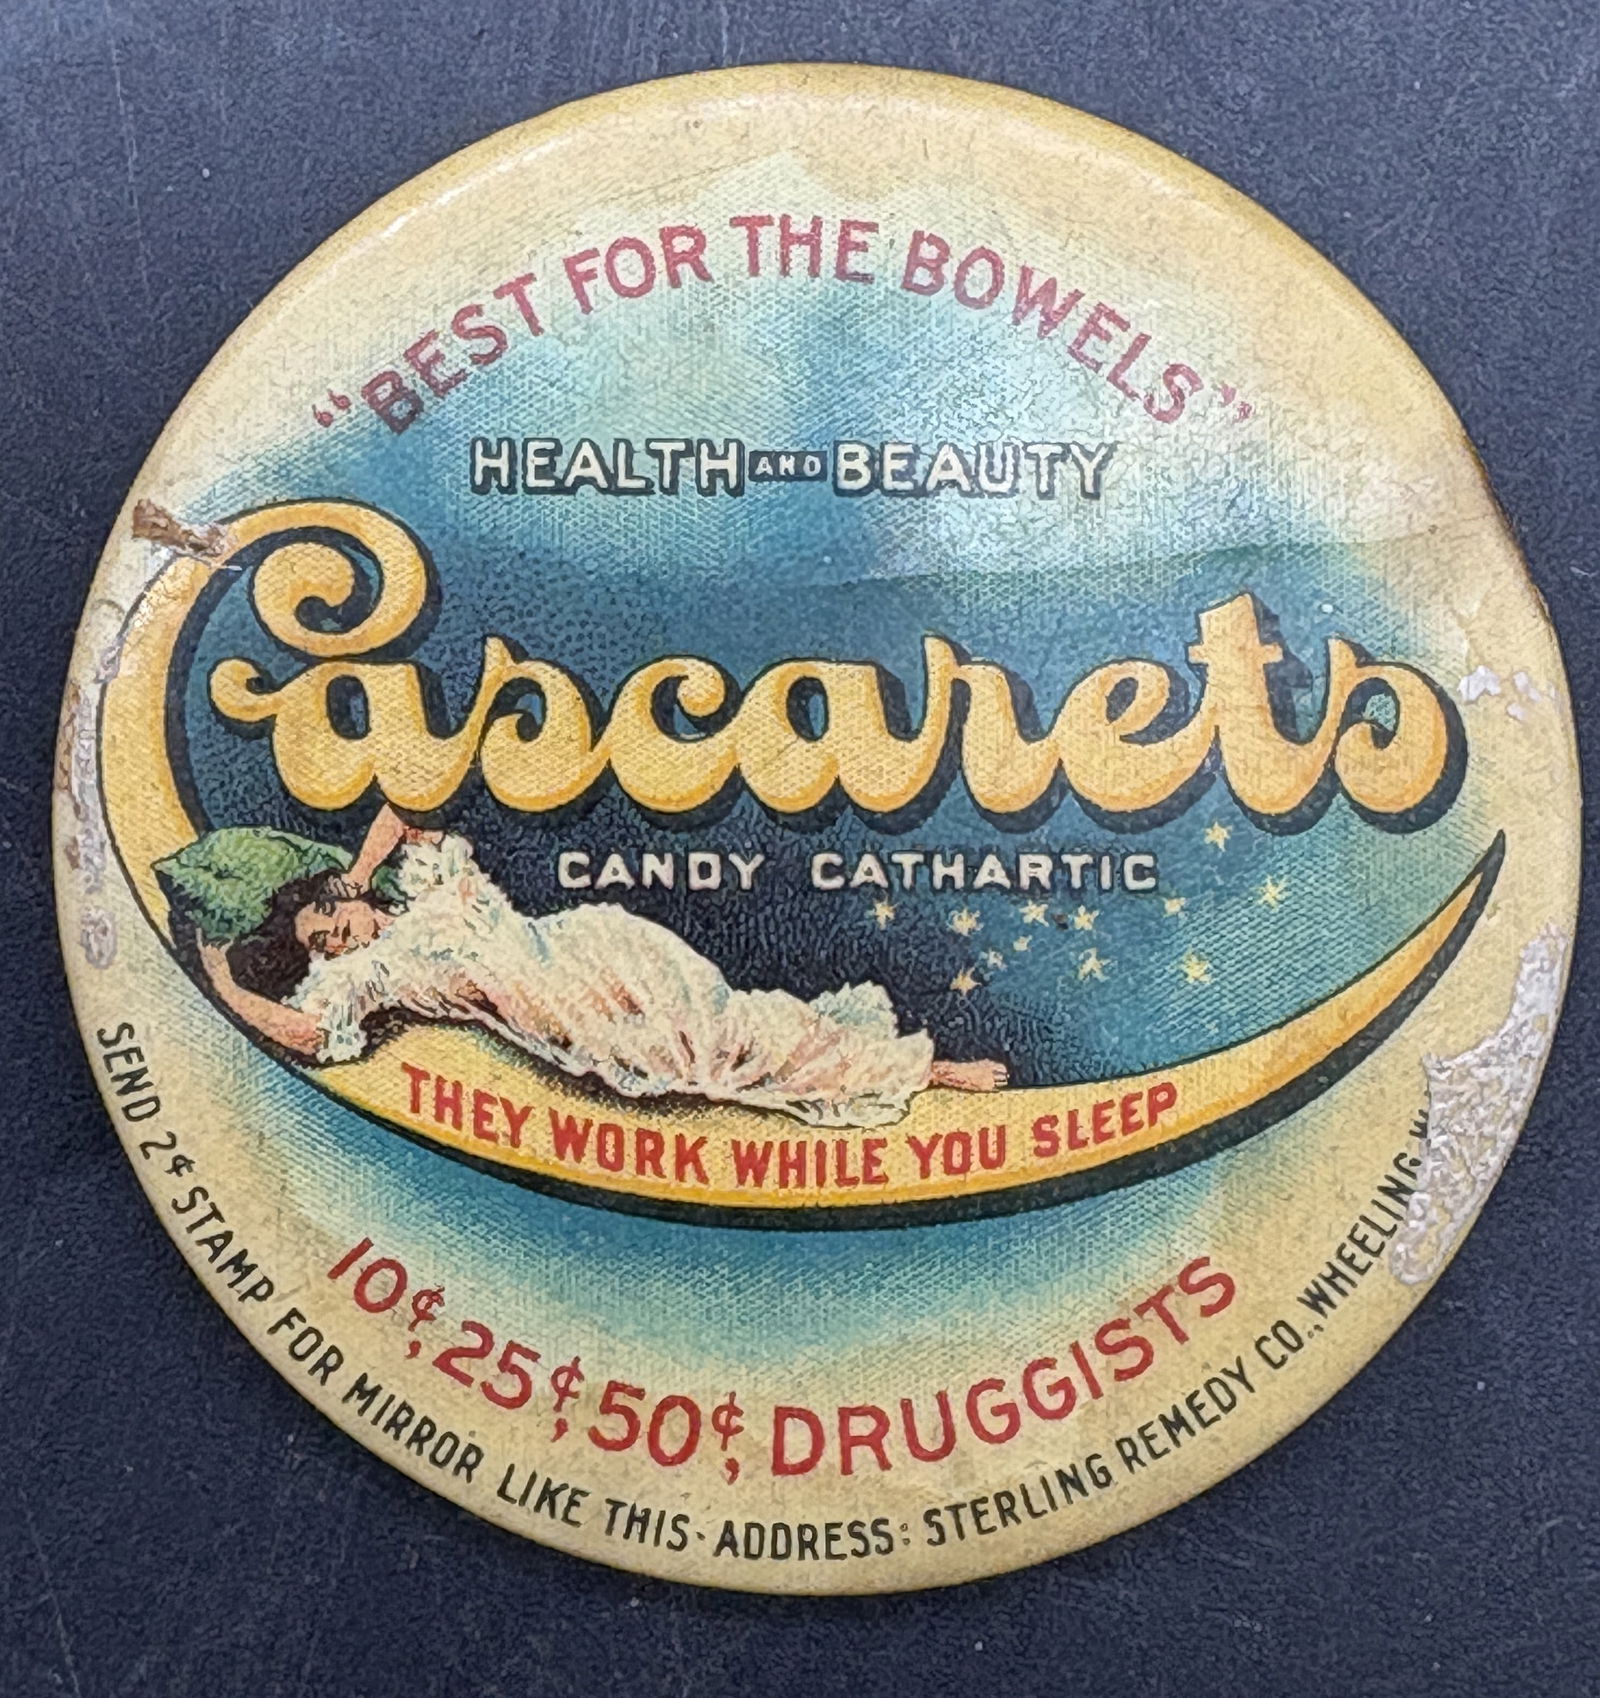 "BEST FOR THE BOWELS"
HEALTH AND BEAUTY
Cascarets
CANDY CATHARTIC
THEY WORK WHILE YOU SLEEP
10¢, 25¢, 50¢, DRUGGISTS
SEND 2¢ STAMP FOR MIRROR LIKE THIS - ADDRESS: STERLING REMEDY CO., WHEELING,